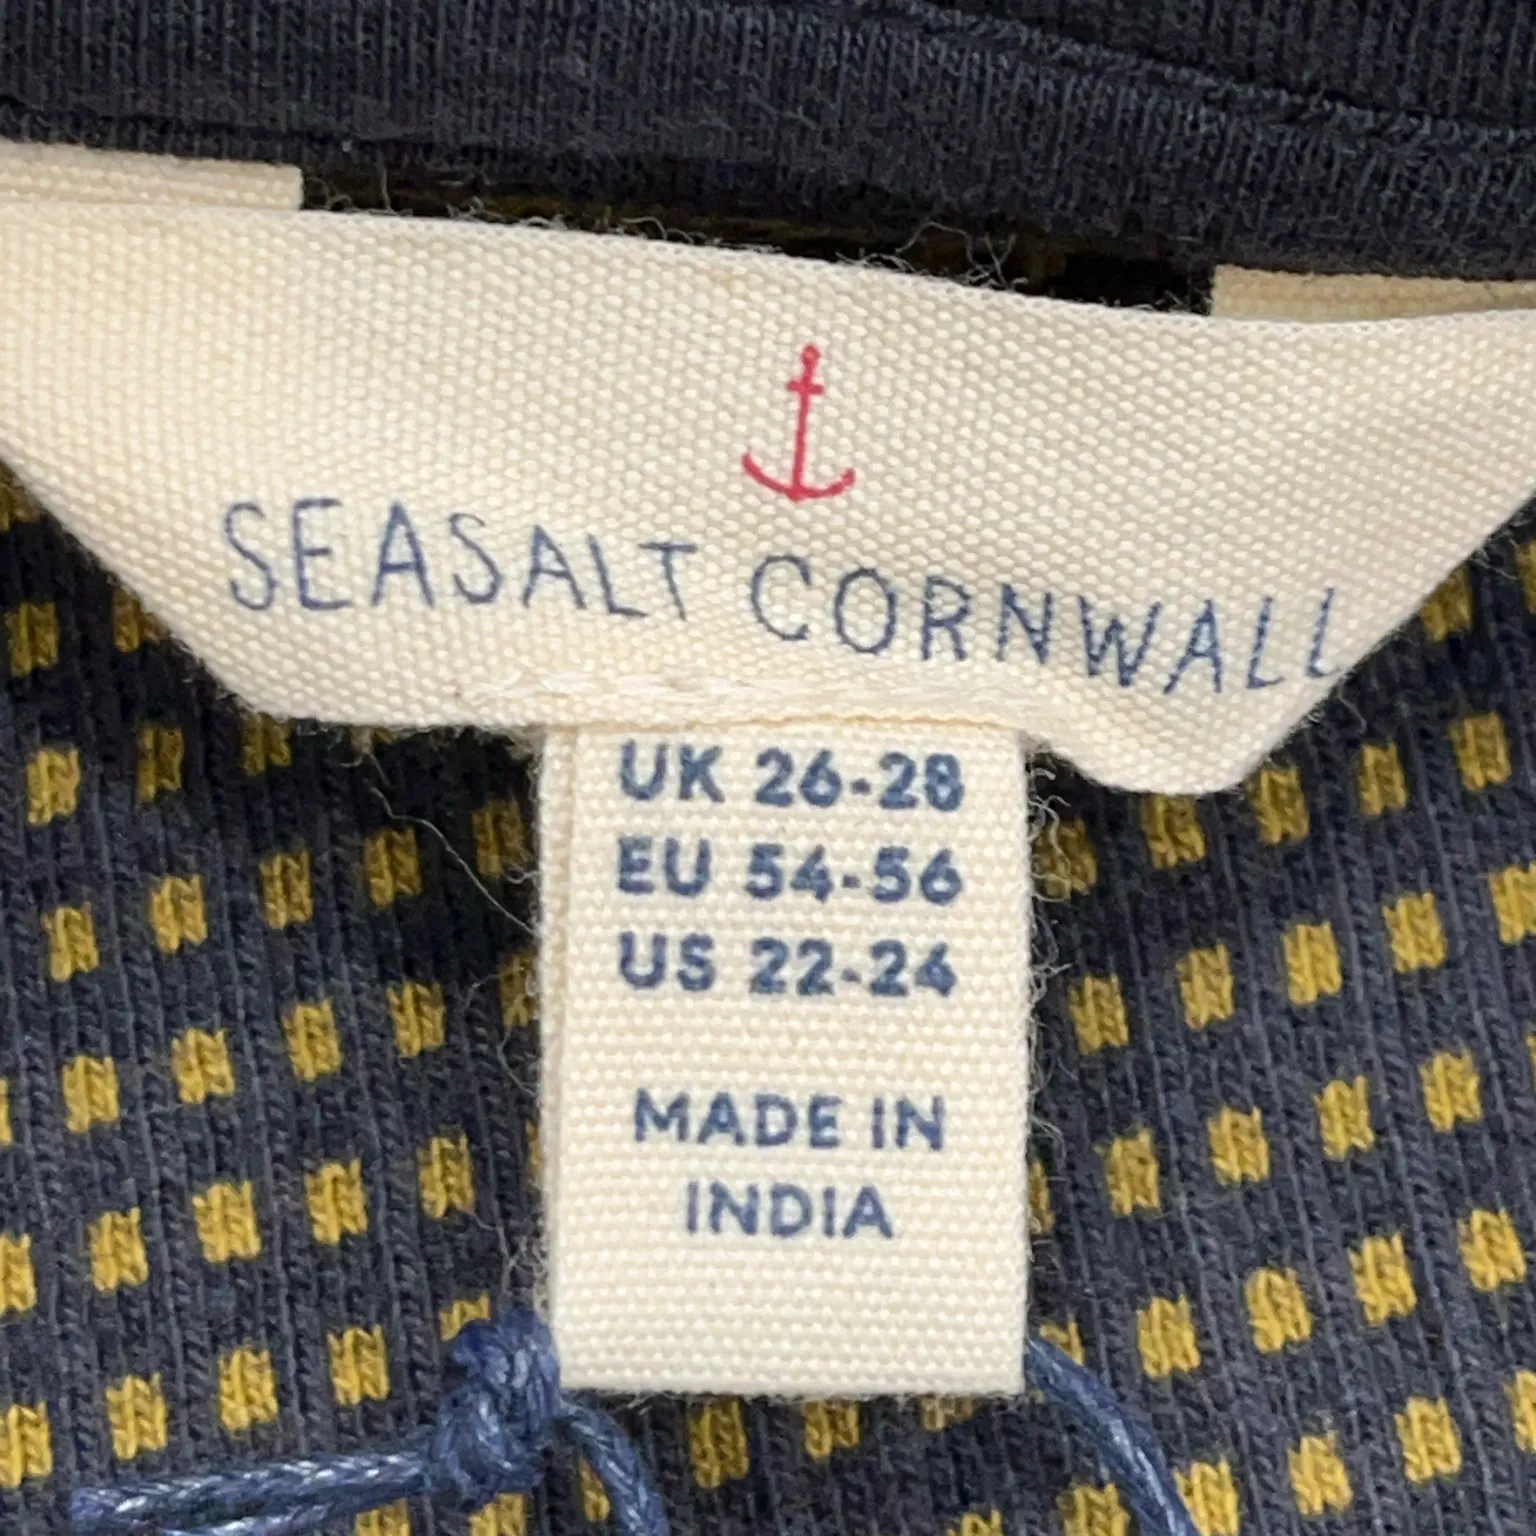 SEASALT CORNWALL
UK 26-28
EU 54-56
US 22-24
MADE IN
INDIA